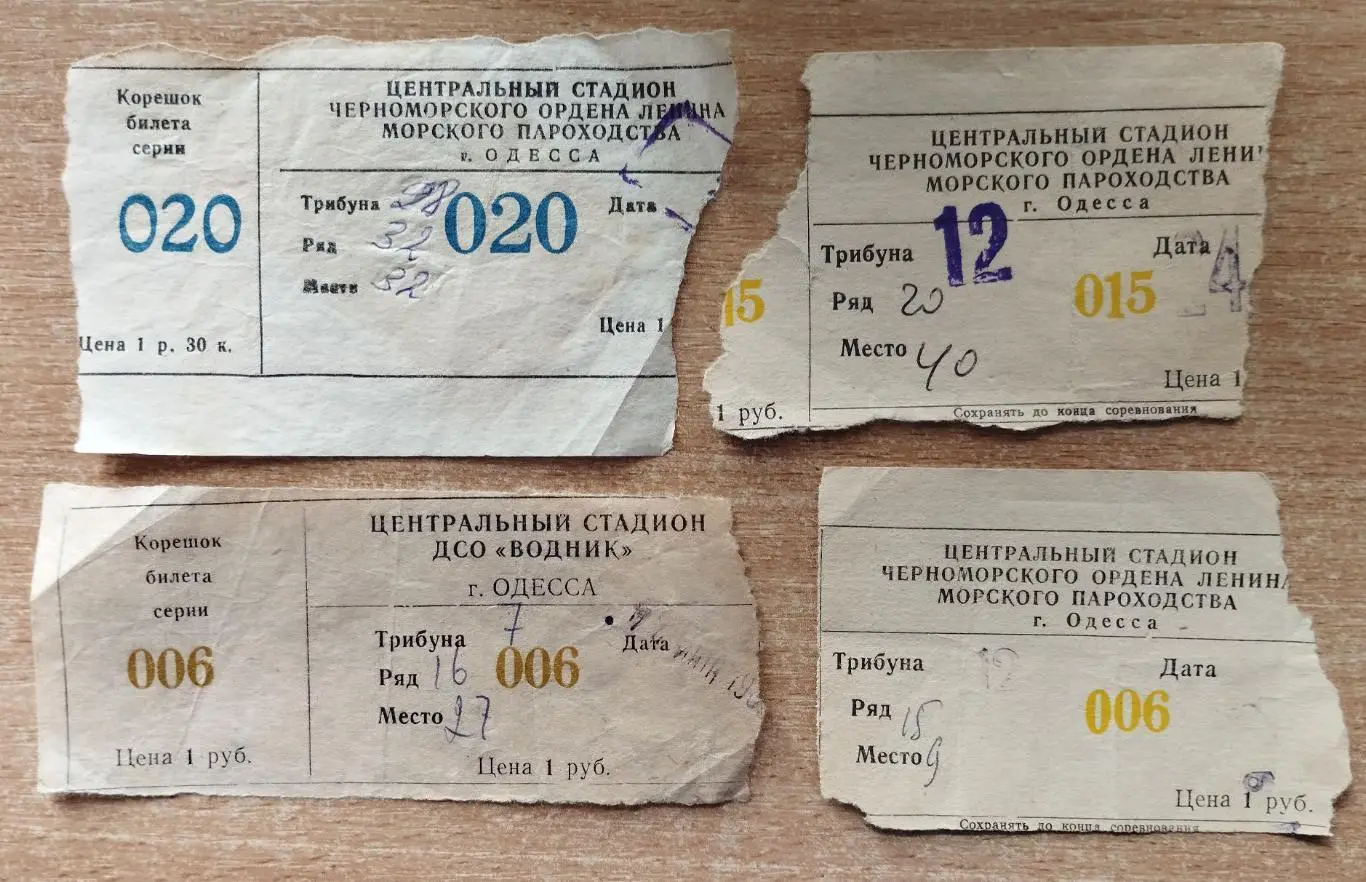 Корешок
билета
серии
020
Цена 1 р. 30 к.
ЦЕНТРАЛЬНЫЙ СТАДИОН
ЧЕРНОМОРСКОГО ОРДЕНА ЛЕНИНА
МОРСКОГО ПАРОХОДСТВА
г. ОДЕССА
Трибуна 28 020 Дата
Ряд 32
Место 32
Цена 1
15
1 руб.
ЦЕНТРАЛЬНЫЙ СТАДИОН
ЧЕРНОМОРСКОГО ОРДЕНА ЛЕНИ
МОРСКОГО ПАРОХОДСТВА
г. Одесса
Трибуна 12 Дата 24
Ряд 20 015
Место 40
Цена 1
Сохранять до конца соревнования
Корешок
билета
серии
006
Цена 1 руб.
ЦЕНТРАЛЬНЫЙ СТАДИОН
ДСО «ВОДНИК»
г. ОДЕССА
Трибуна 7 Дата
Ряд 16 006
Место 27
Цена 1 руб.
ЦЕНТРАЛЬНЫЙ СТАДИОН
ЧЕРНОМОРСКОГО ОРДЕНА ЛЕНИНА
МОРСКОГО ПАРОХОДСТВА
г. Одесса
Трибуна 12 Дата
Ряд 15 006
Место 9
Цена 1 руб.
Сохранять до конца соревнования